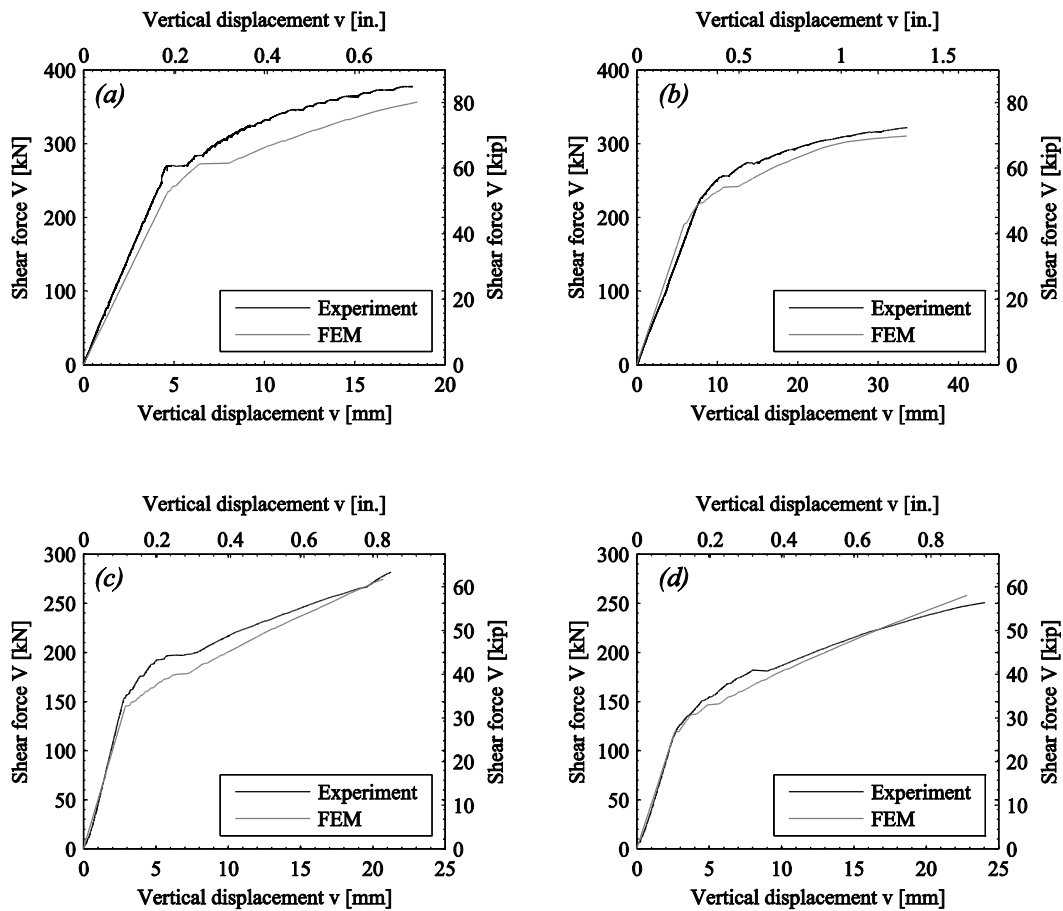 Vertical displacement v [in.]
0 0.2 0.4 0.6
(a)
400
300
200
100
0
Shear force V [kN]
80
60
40
20
0
Shear force V [kip]
Experiment
FEM
0 5 10 15 20
Vertical displacement v [mm]
Vertical displacement v [in.]
0 0.5 1 1.5
(b)
400
300
200
100
0
Shear force V [kN]
80
60
40
20
0
Shear force V [kip]
Experiment
FEM
0 10 20 30 40
Vertical displacement v [mm]
Vertical displacement v [in.]
0 0.2 0.4 0.6 0.8
(c)
300
250
200
150
100
50
0
Shear force V [kN]
60
50
40
30
20
10
0
Shear force V [kip]
Experiment
FEM
0 5 10 15 20 25
Vertical displacement v [mm]
Vertical displacement v [in.]
0 0.2 0.4 0.6 0.8
(d)
300
250
200
150
100
50
0
Shear force V [kN]
60
50
40
30
20
10
0
Shear force V [kip]
Experiment
FEM
0 5 10 15 20 25
Vertical displacement v [mm]